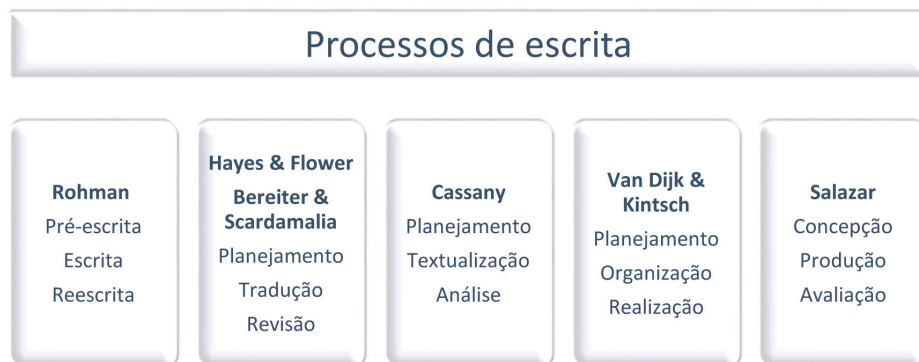 Processos de escrita
Rohman
Pré-escrita
Escrita
Reescrita
Hayes & Flower
Bereiter &
Scardamalia
Planejamento
Tradução
Revisão
Cassany
Planejamento
Textualização
Análise
Van Dijk &
Kintsch
Planejamento
Organização
Realização
Salazar
Concepção
Produção
Avaliação